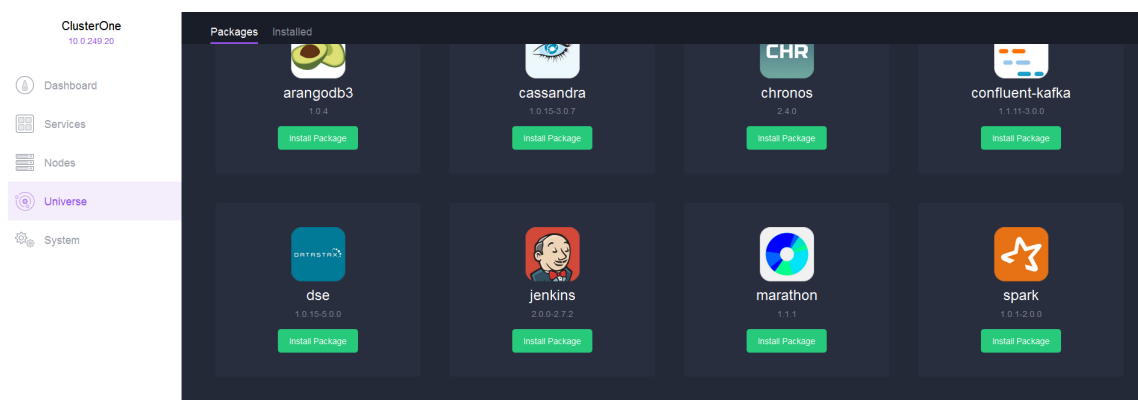 ClusterOne
10.0.249.20
Dashboard
Services
Nodes
Universe
System
Packages Installed
CHR
arangodb3 cassandra chronos confluent-kafka
1.0.4 1.0.15-3.0.7 2.4.0 1.1.11-3.0.0
Install Package Install Package Install Package Install Package
DATASTAX
dse jenkins marathon spark
1.0.15-5.0.0 2.0.0-2.7.2 1.1.1 1.0.1-2.0.0
Install Package Install Package Install Package Install Package